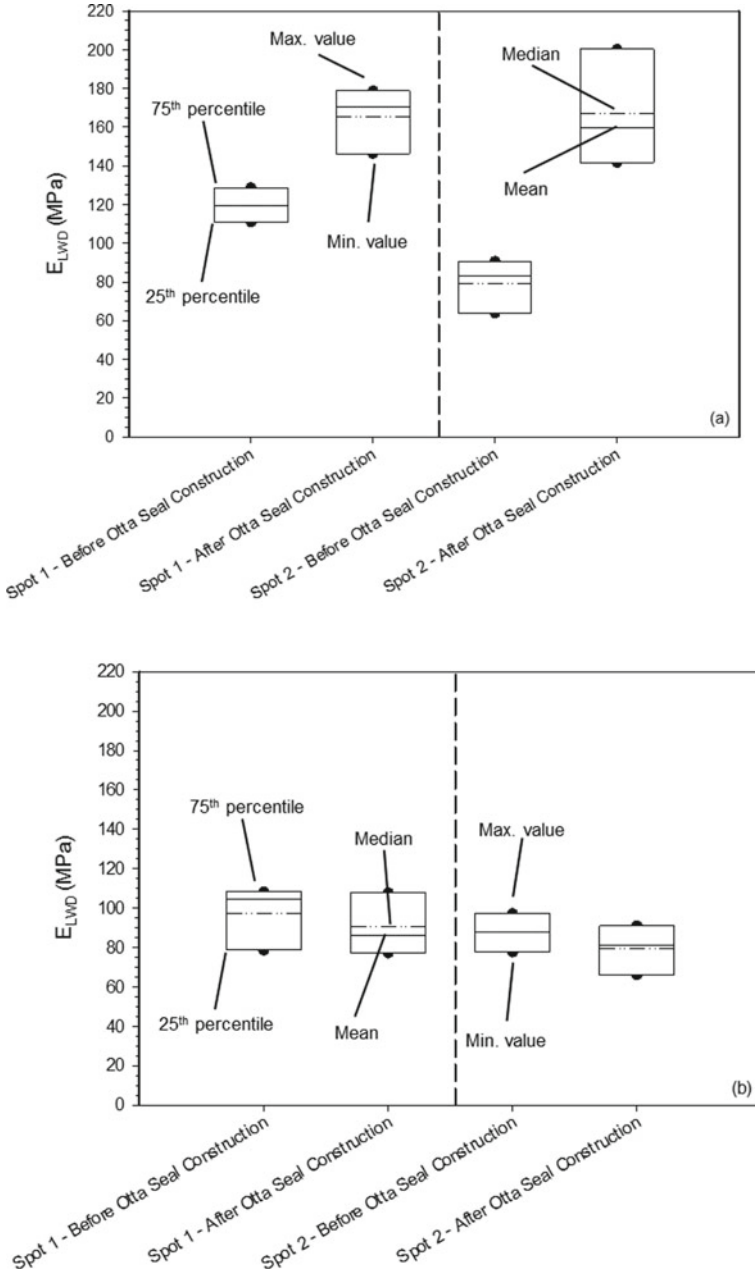 220
200
180
160
140
120
100
80
60
40
20
0
E_LWD (MPa)
Max. value
75th percentile
Median
Mean
Min. value
25th percentile
(a)
Spot 1 - Before Otta Seal Construction
Spot 1 - After Otta Seal Construction
Spot 2 - Before Otta Seal Construction
Spot 2 - After Otta Seal Construction
220
200
180
160
140
120
100
80
60
40
20
0
E_LWD (MPa)
75th percentile
Median
Max. value
25th percentile
Mean
Min. value
(b)
Spot 1 - Before Otta Seal Construction
Spot 1 - After Otta Seal Construction
Spot 2 - Before Otta Seal Construction
Spot 2 - After Otta Seal Construction